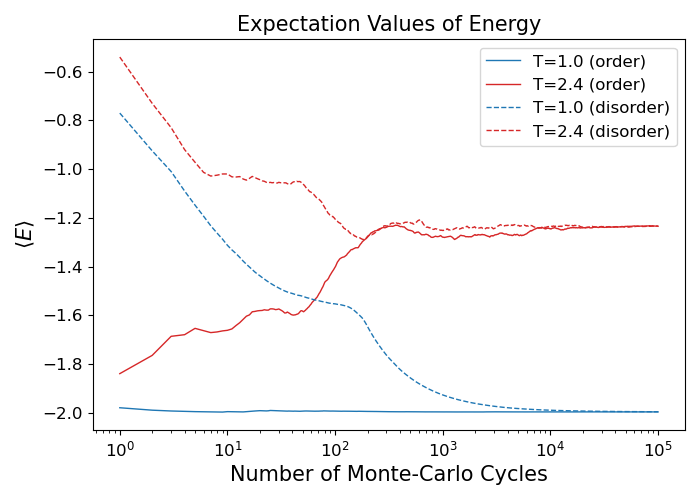 Expectation Values of Energy
T=1.0 (order)
T=2.4 (order)
T=1.0 (disorder)
T=2.4 (disorder)
−0.6
−0.8
−1.0
−1.2
−1.4
−1.6
−1.8
−2.0
⟨E⟩
10⁰ 10¹ 10² 10³ 10⁴ 10⁵
Number of Monte-Carlo Cycles